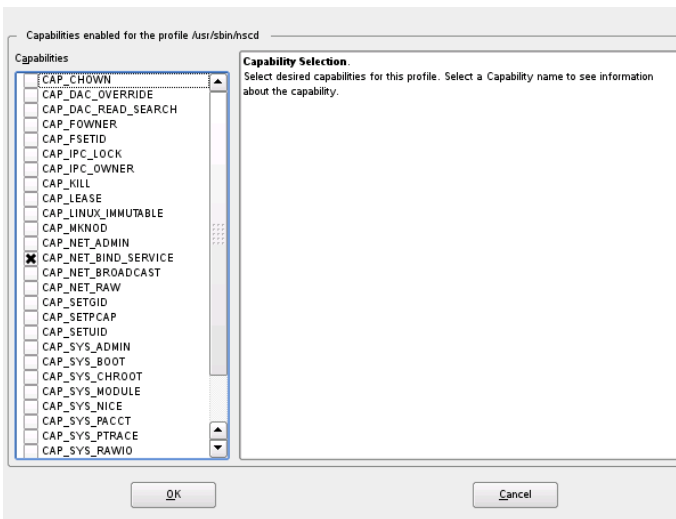 Capabilities enabled for the profile /usr/sbin/nscd
Capabilities
CAP_CHOWN
CAP_DAC_OVERRIDE
CAP_DAC_READ_SEARCH
CAP_FOWNER
CAP_FSETID
CAP_IPC_LOCK
CAP_IPC_OWNER
CAP_KILL
CAP_LEASE
CAP_LINUX_IMMUTABLE
CAP_MKNOD
CAP_NET_ADMIN
CAP_NET_BIND_SERVICE
CAP_NET_BROADCAST
CAP_NET_RAW
CAP_SETGID
CAP_SETPCAP
CAP_SETUID
CAP_SYS_ADMIN
CAP_SYS_BOOT
CAP_SYS_CHROOT
CAP_SYS_MODULE
CAP_SYS_NICE
CAP_SYS_PACCT
CAP_SYS_PTRACE
CAP_SYS_RAWIO
Capability Selection.
Select desired capabilities for this profile. Select a Capability name to see information
about the capability.
OK
Cancel